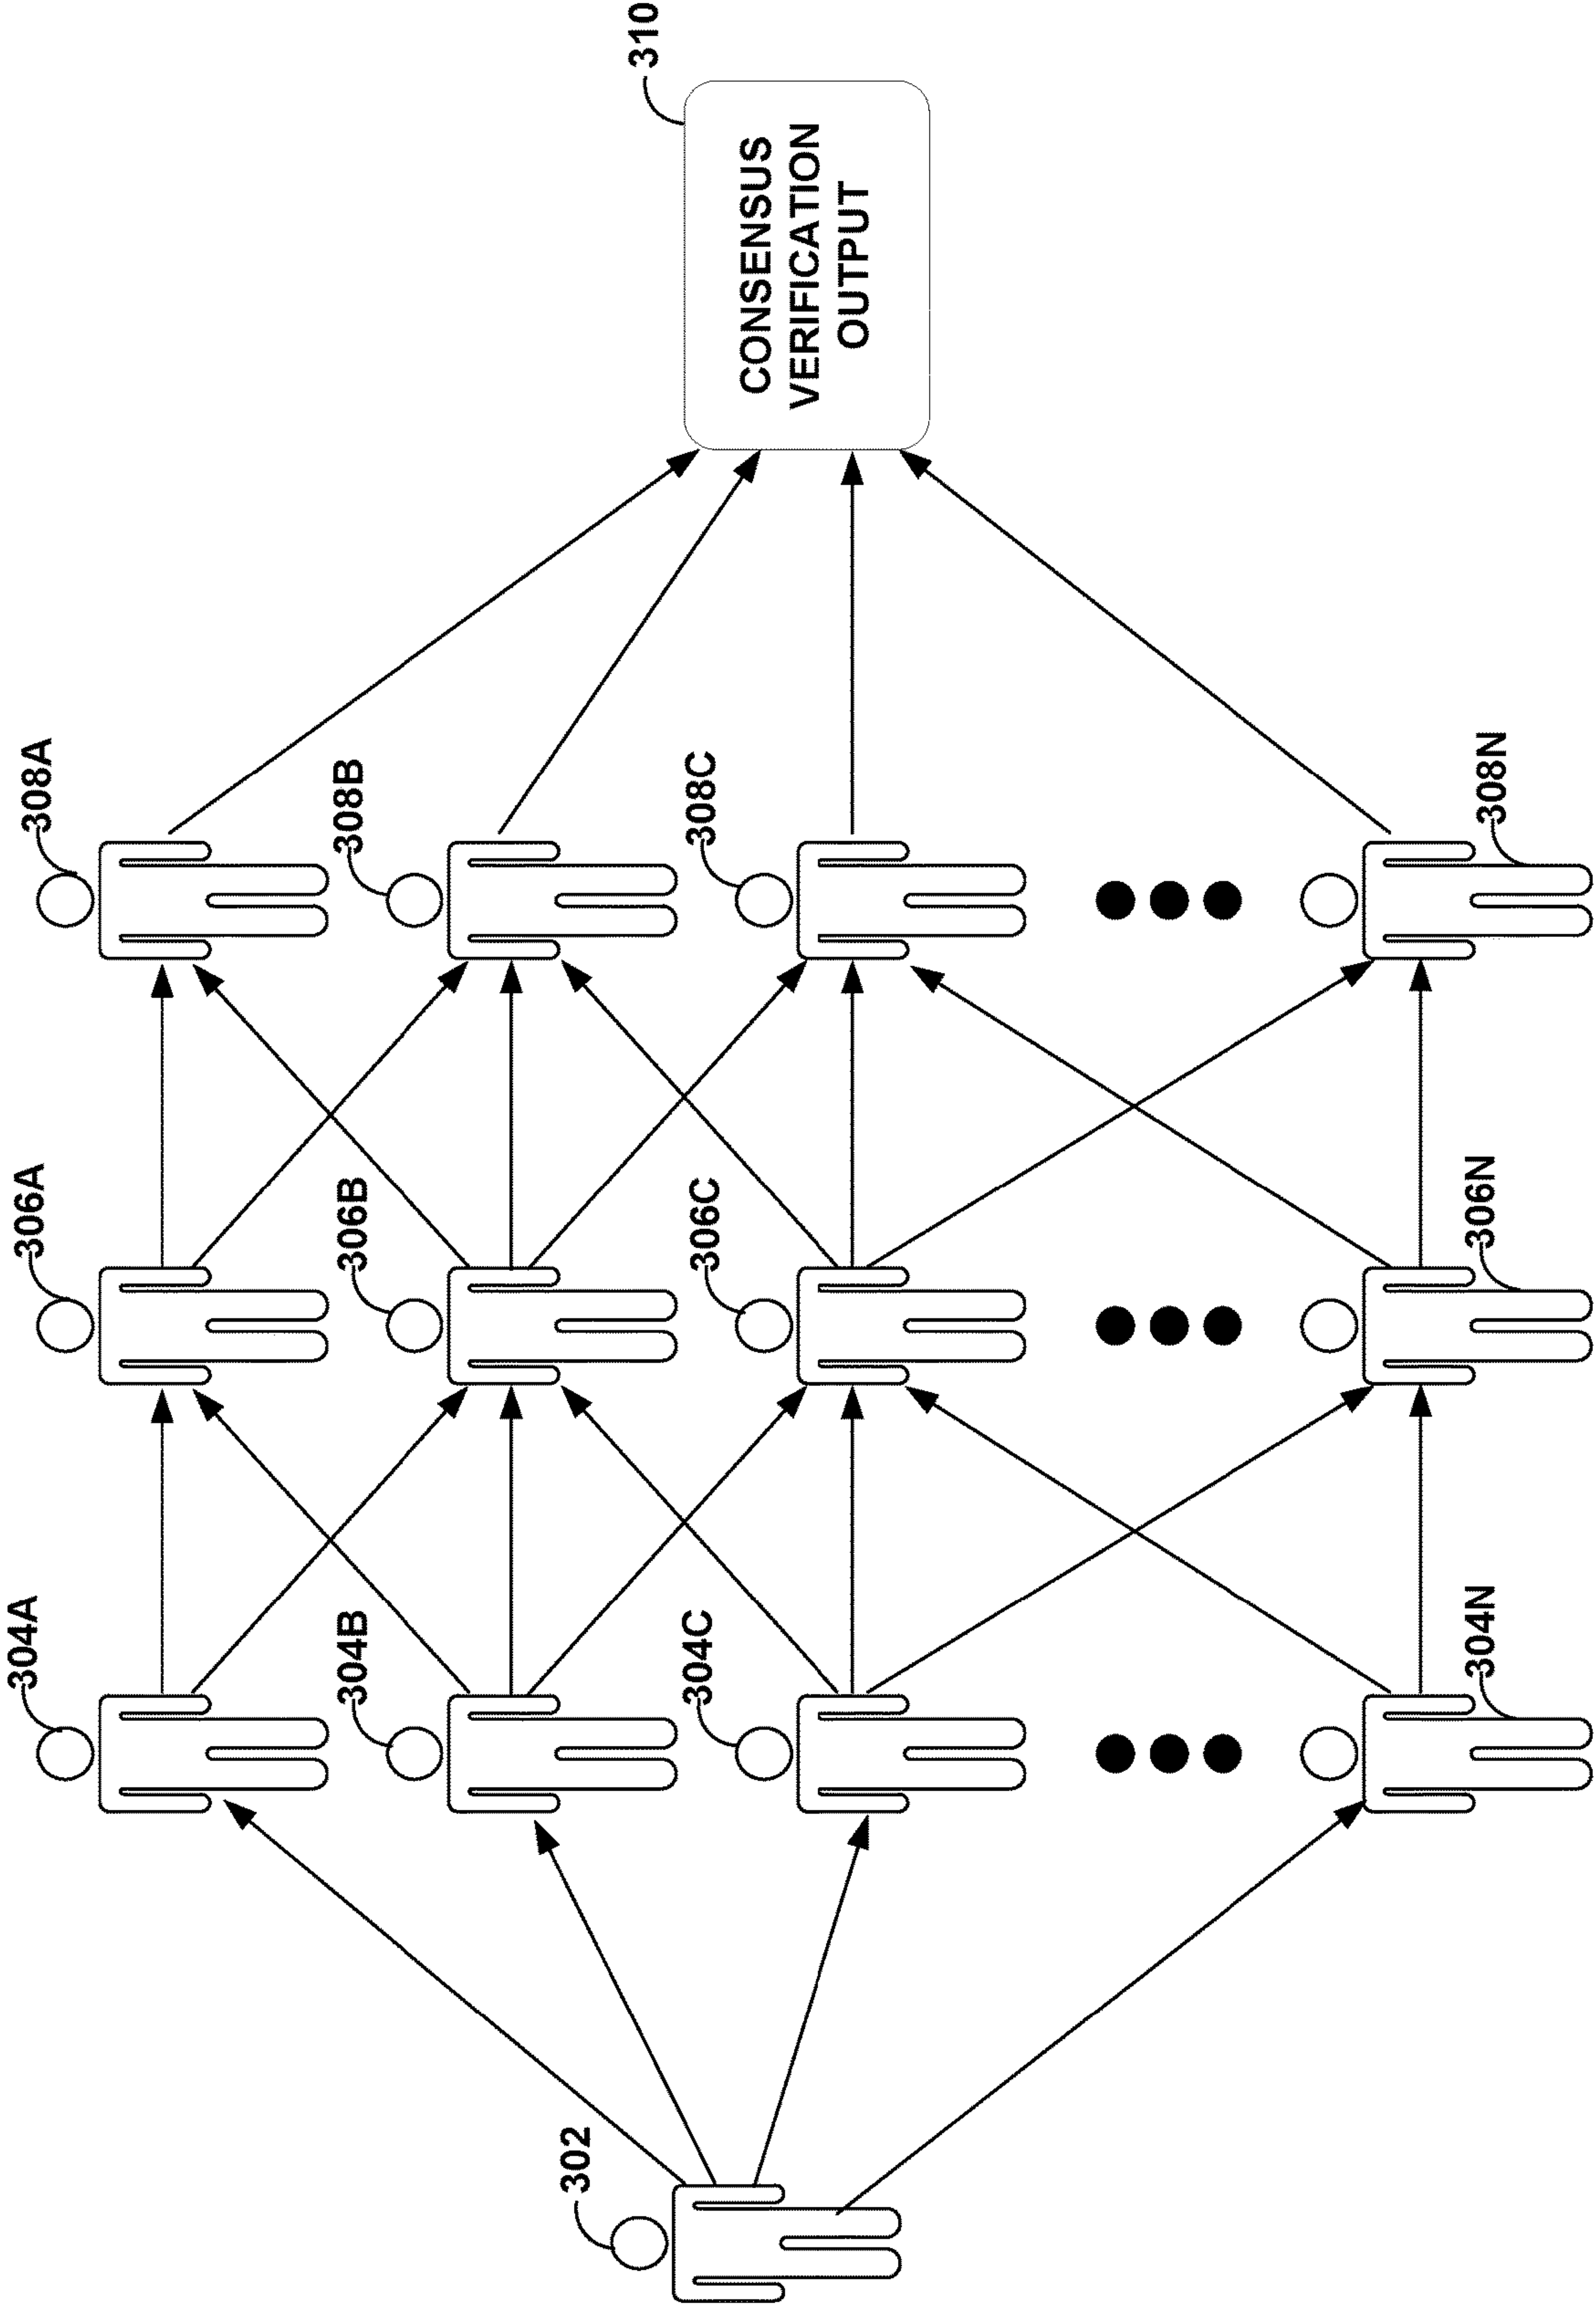 302
304A
304B
304C
304N
306A
306B
306C
306N
308A
308B
308C
308N
310
CONSENSUS
VERIFICATION
OUTPUT